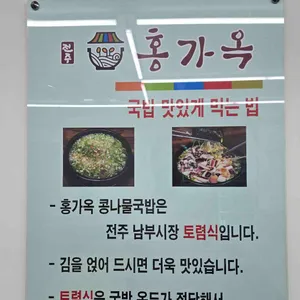 전주
홍가옥
국밥 맛있게 먹는 법
- 홍가옥 콩나물국밥은
전주 남부시장 토렴식입니다.
- 김을 얹어 드시면 더욱 맛있습니다.
- 토렴식은 국밥 온도가 적당해서